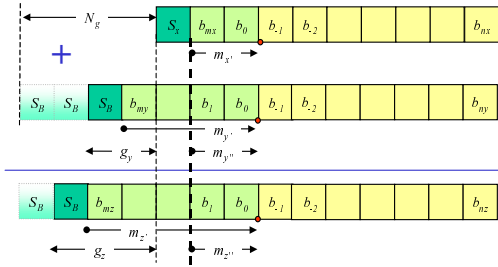 N_g
S_x b_mx b_0 b_-1 b_-2 b_nx
m_x'
+
S_B S_B S_B b_my b_1 b_0 b_-1 b_-2 b_ny
m_y'
g_y m_y''
S_B S_B b_mz b_1 b_0 b_-1 b_-2 b_nz
m_z'
g_z m_z''